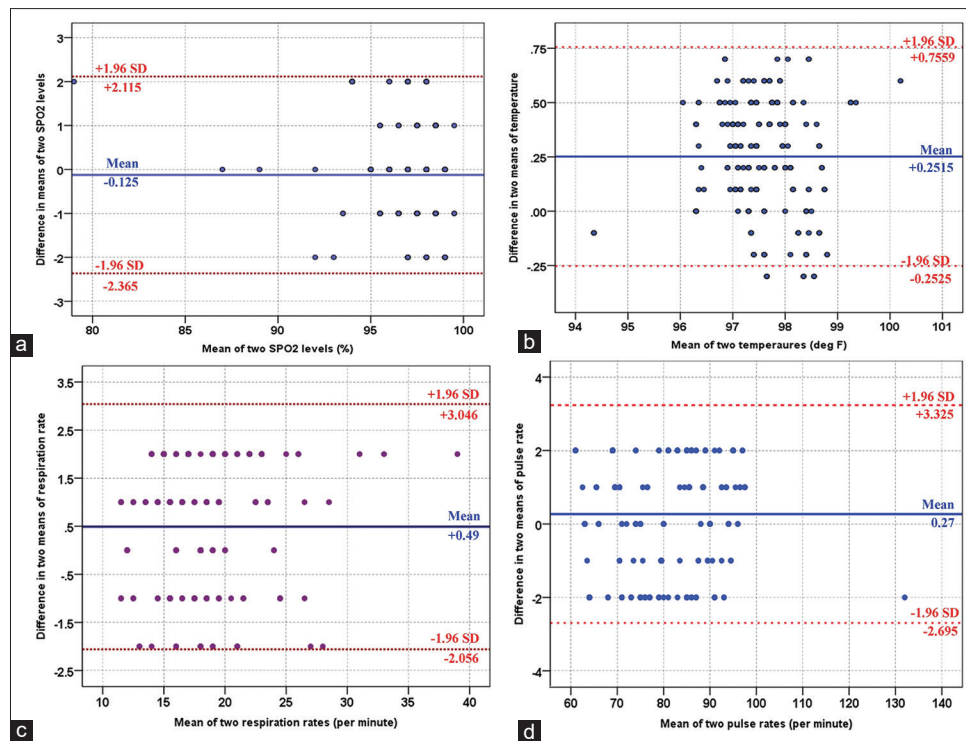 3
2
1
0
-1
-2
-3
Difference in means of two SPO2 levels
+1.96 SD
+2.115
Mean
-0.125
-1.96 SD
-2.365
80
85
90
95
100
Mean of two SPO2 levels (%)
a
.75
.50
.25
.00
-.25
Difference in two means of temperature
+1.96 SD
+0.7559
Mean
+0.2515
-1.96 SD
-0.2525
94
95
96
97
98
99
100
101
Mean of two temperaures (deg F)
b
3.5
2.5
1.5
.5
-.5
-1.5
-2.5
Difference in two means of respiration rate
+1.96 SD
+3.046
Mean
+0.49
-1.96 SD
-2.056
10
15
20
25
30
35
40
Mean of two respiration rates (per minute)
c
4
2
0
-2
-4
Difference in two means of pulse rate
+1.96 SD
+3.325
Mean
0.27
-1.96 SD
-2.695
60
70
80
90
100
110
120
130
140
Mean of two pulse rates (per minute)
d